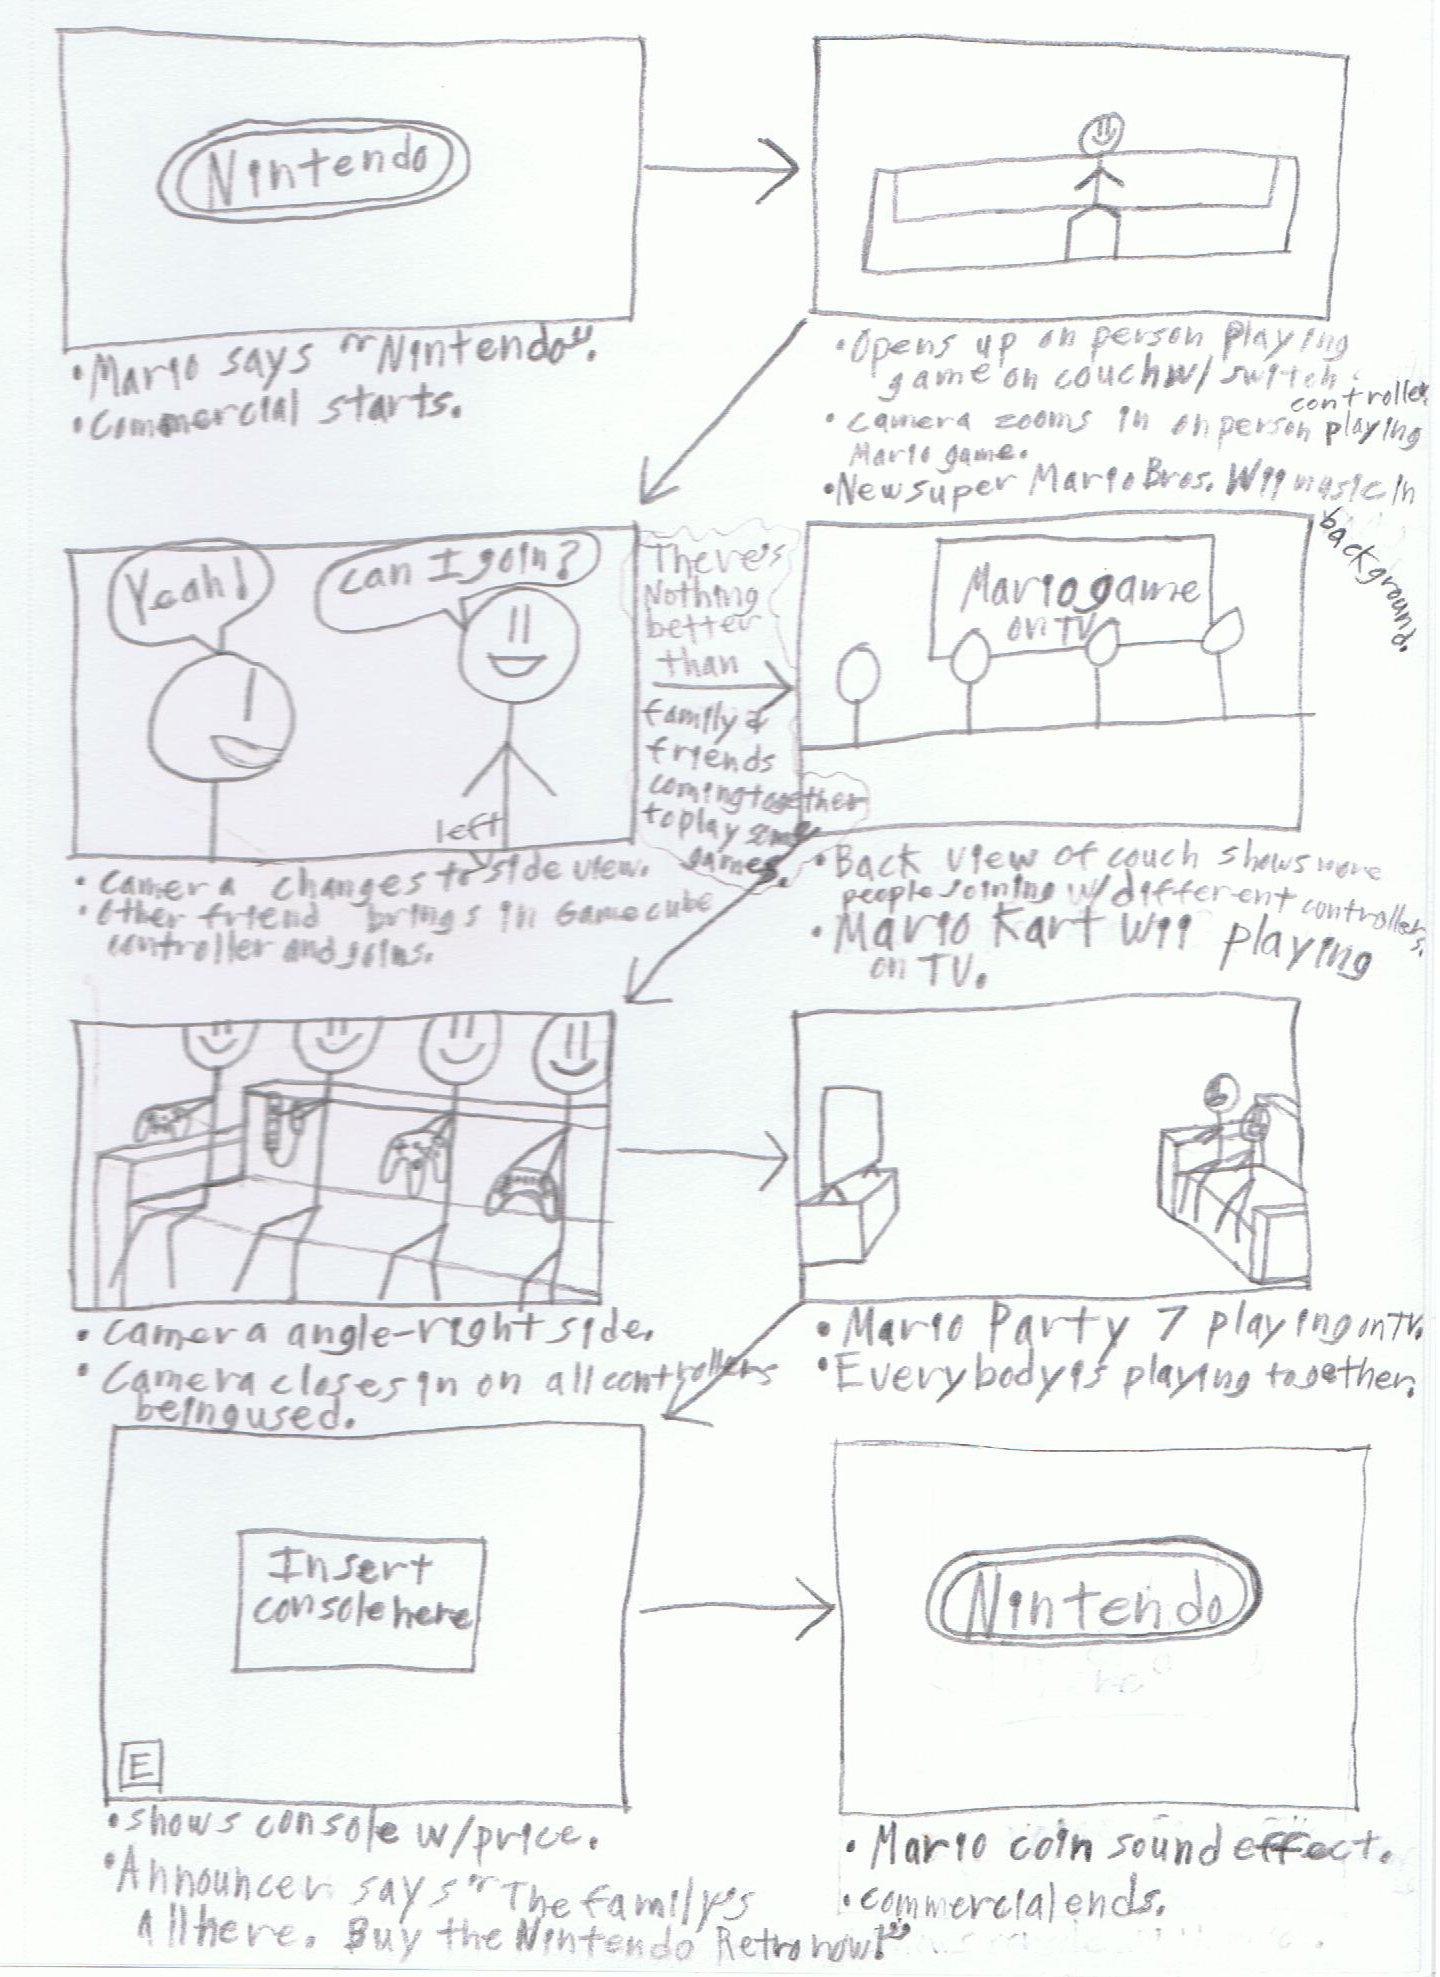 Nintendo
• Mario says "Nintendo".
• Commercial starts.
• Opens up on person playing
game on couch w/ switch
controller.
• camera zooms in on person playing
Mario game.
• New super Mario Bros. Wii music in
background.
Yeah!
can I goin?
left
• camera changes to side view.
• other friend brings in Gamecube
controller and joins.
There's
Nothing
better
than
family &
friends
coming together
to play some
games.
Mario game
on TV
• Back view of couch shows more
people joining w/ different controllers.
• Mario Kart Wii playing
on TV.
• camera angle-right side.
• camera closes in on all controllers
being used.
• Mario Party 7 playing on TV.
• Everybody is playing together.
Insert
console here
E
• shows console w/price.
• Announcer says "The family's
all here. Buy the Nintendo Retro now!"
Nintendo
• Mario coin sound effect.
• commercial ends.